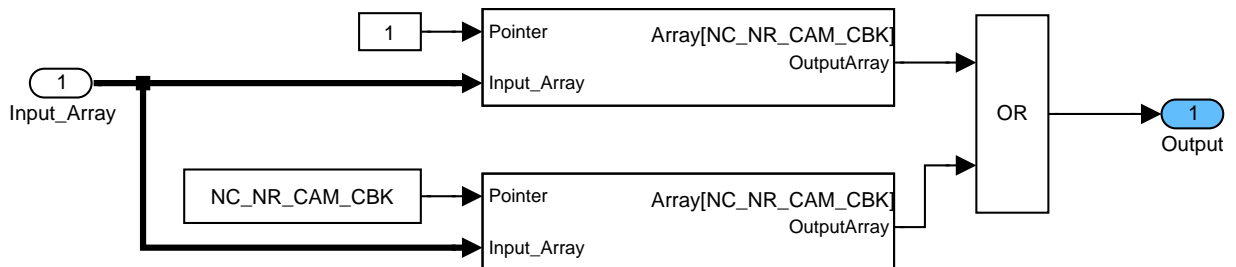 1
Pointer
Array[NC_NR_CAM_CBK]
OutputArray
1
Input_Array
Input_Array
OR
1
Output
NC_NR_CAM_CBK
Pointer
Array[NC_NR_CAM_CBK]
OutputArray
Input_Array